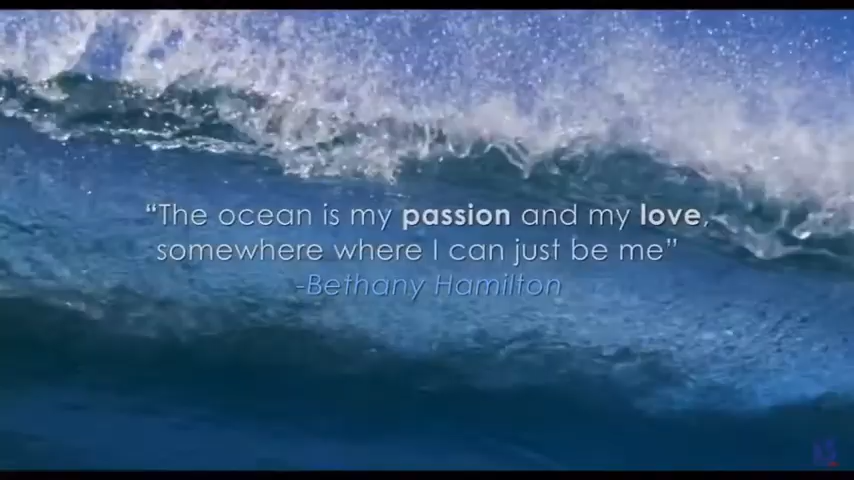 “The ocean is my passion and my love,
somewhere where I can just be me”
-Bethany Hamilton